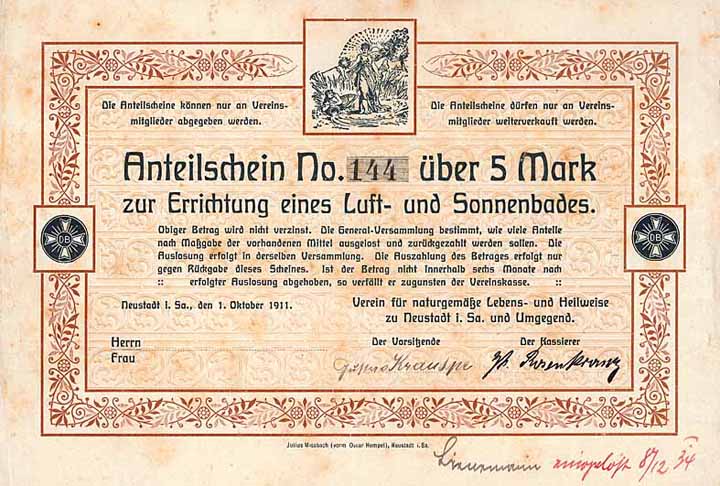 Die Anteilscheine können nur an Vereins-
mitglieder abgegeben werden.
Die Anteilscheine dürfen nur an Vereins-
mitglieder weiterverkauft werden.
Anteilschein No. 144 über 5 Mark
zur Errichtung eines Luft- und Sonnenbades.
Obiger Betrag wird nicht verzinst. Die General-Versammlung bestimmt, wie viele Anteile
nach Maßgabe der vorhandenen Mittel ausgelost und zurückgezahlt werden sollen. Die
Auslosung erfolgt in derselben Versammlung. Die Auszahlung des Betrages erfolgt nur
gegen Rückgabe dieses Scheines. Ist der Betrag nicht innerhalb sechs Monate nach
:: erfolgter Auslosung abgehoben, so verfällt er zugunsten der Vereinskasse. ::
DB
DB
Neustadt i. Sa., den 1. Oktober 1911.
Verein für naturgemäße Lebens- und Heilweise
zu Neustadt i. Sa. und Umgegend.
Herrn
Frau
Der Vorsitzende
Der Kassierer
Krauspe
Rosenkranz
Julius Missbach (vorm. Oscar Hempel), Neustadt i. Sa.
eingelöst 8/12 34